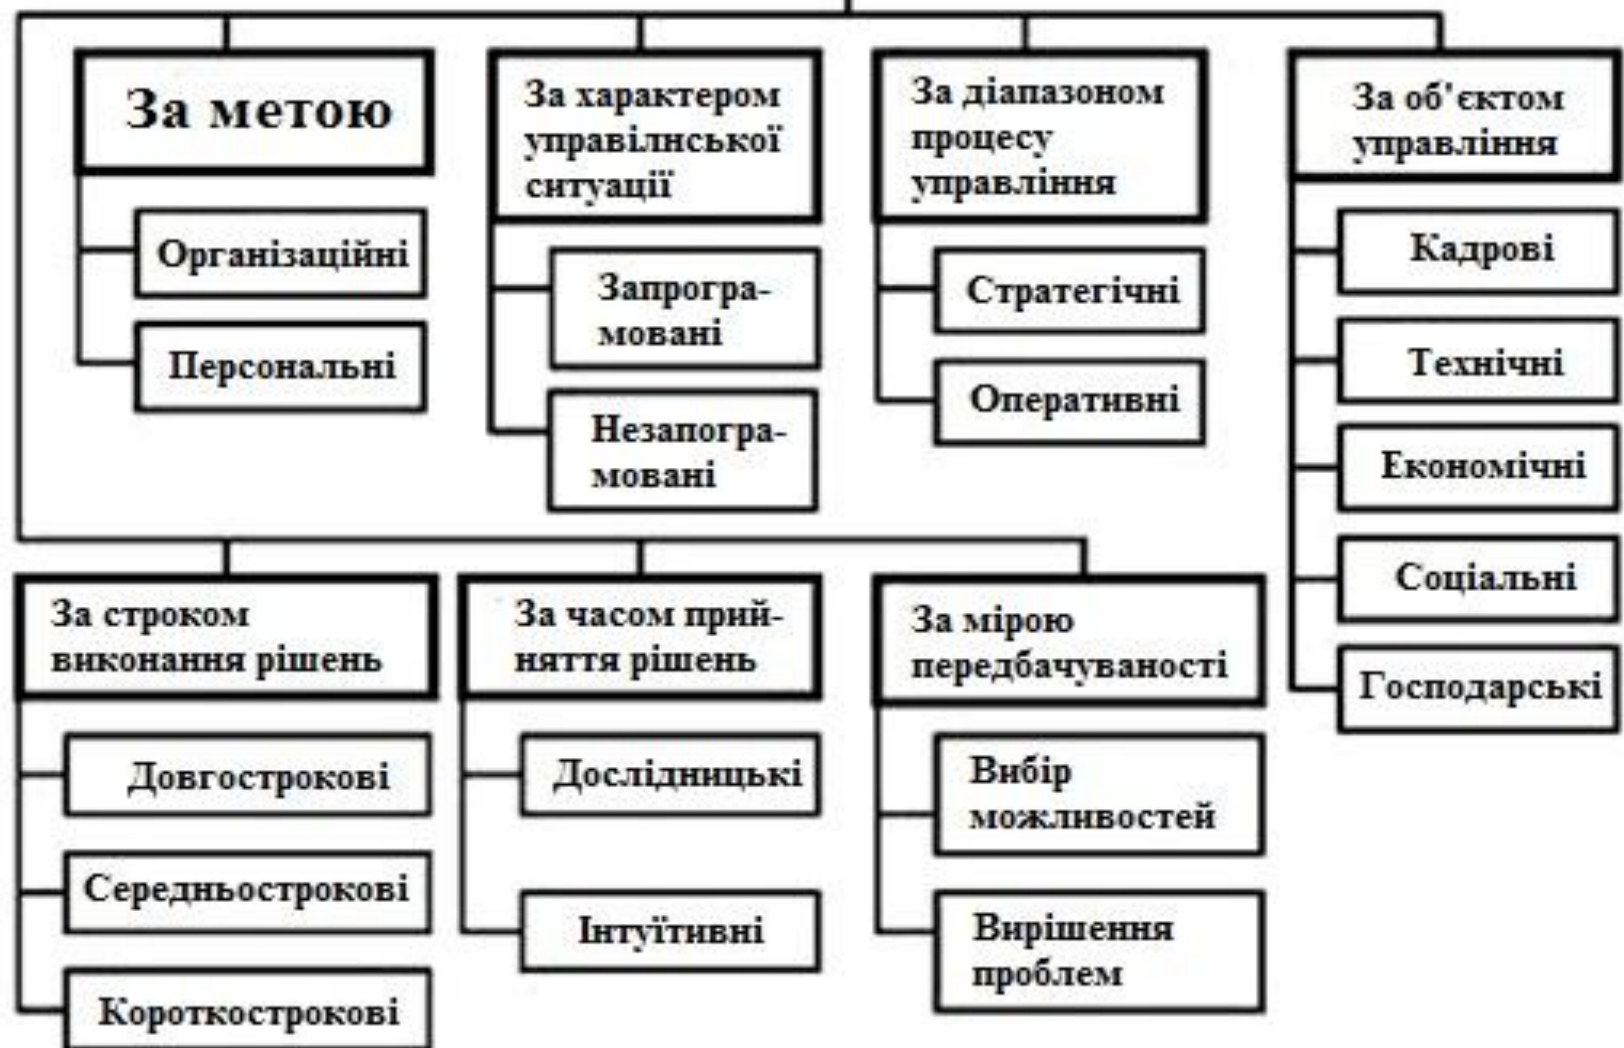 За метою
Організаційні
Персональні
За характером
управілнської
ситуації
Запрогра-
мовані
Незапогра-
мовані
За діапазоном
процесу
управління
Стратегічні
Оперативні
За об'єктом
управління
Кадрові
Технічні
Економічні
Соціальні
Господарські
За строком
виконання рішень
Довгострокові
Середньострокові
Короткострокові
За часом прий-
няття рішень
Дослідницькі
Інтуїтивні
За мірою
передбачуваності
Вибір
можливостей
Вирішення
проблем